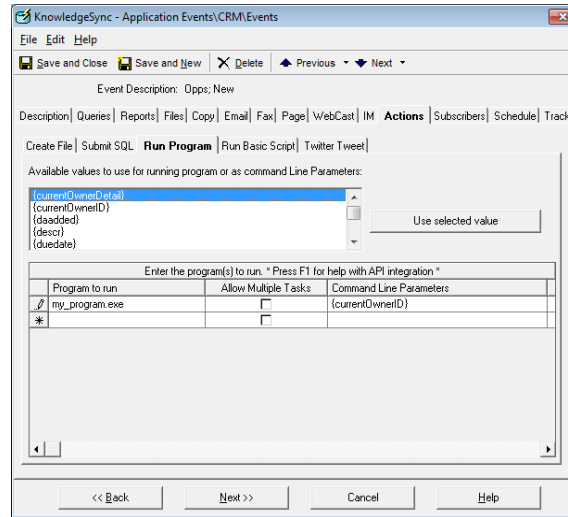 KnowledgeSync - Application Events\CRM\Events
File Edit Help
Save and Close Save and New Delete Previous Next
Event Description: Opps; New
Description Queries Reports Files Copy Email Fax Page WebCast IM Actions Subscribers Schedule Track
Create File Submit SQL Run Program Run Basic Script Twitter Tweet
Available values to use for running program or as command Line Parameters:
{currentOwnerDetail}
{currentOwnerID}
{daadded}
{descr}
{duedate}
Use selected value
Enter the program(s) to run. * Press F1 for help with API integration *
Program to run Allow Multiple Tasks Command Line Parameters
my_program.exe {currentOwnerID}
<< Back Next >> Cancel Help